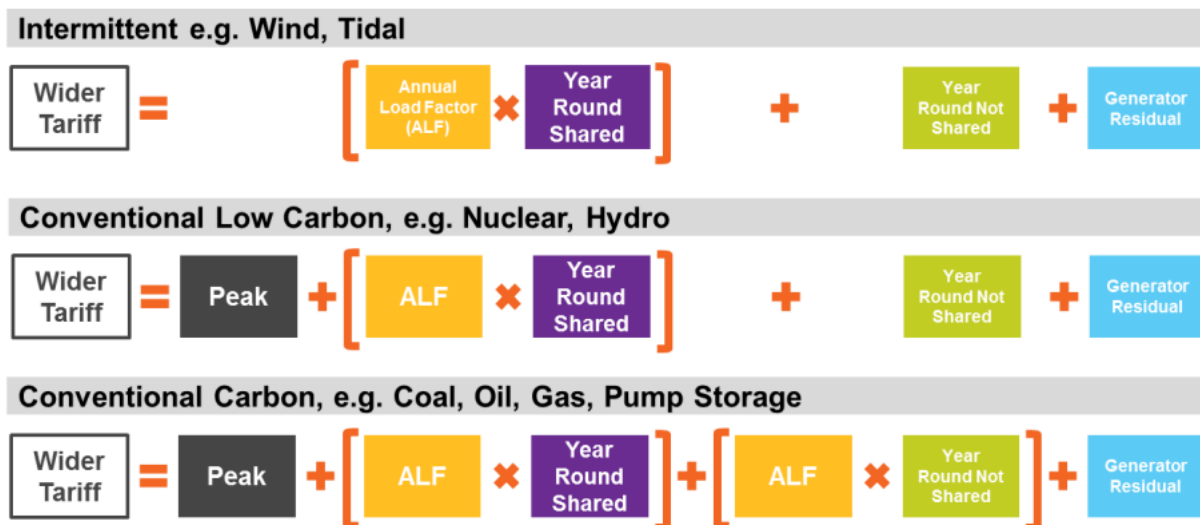 Intermittent e.g. Wind, Tidal
Wider
Tariff
=
[
Annual
Load Factor
(ALF)
×
Year
Round
Shared
]
+
Year
Round Not
Shared
+
Generator
Residual
Conventional Low Carbon, e.g. Nuclear, Hydro
Wider
Tariff
=
Peak
+
[
ALF
×
Year
Round
Shared
]
+
Year
Round Not
Shared
+
Generator
Residual
Conventional Carbon, e.g. Coal, Oil, Gas, Pump Storage
Wider
Tariff
=
Peak
+
[
ALF
×
Year
Round
Shared
]
+
[
ALF
×
Year
Round Not
Shared
]
+
Generator
Residual